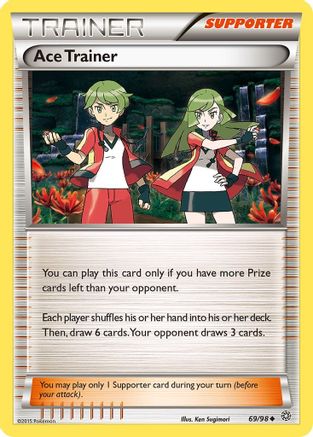 TRAINER
SUPPORTER
Ace Trainer
You can play this card only if you have more Prize
cards left than your opponent.
Each player shuffles his or her hand into his or her deck.
Then, draw 6 cards. Your opponent draws 3 cards.
You may play only 1 Supporter card during your turn (before
your attack).
©2015 Pokémon
Illus. Ken Sugimori
69/98